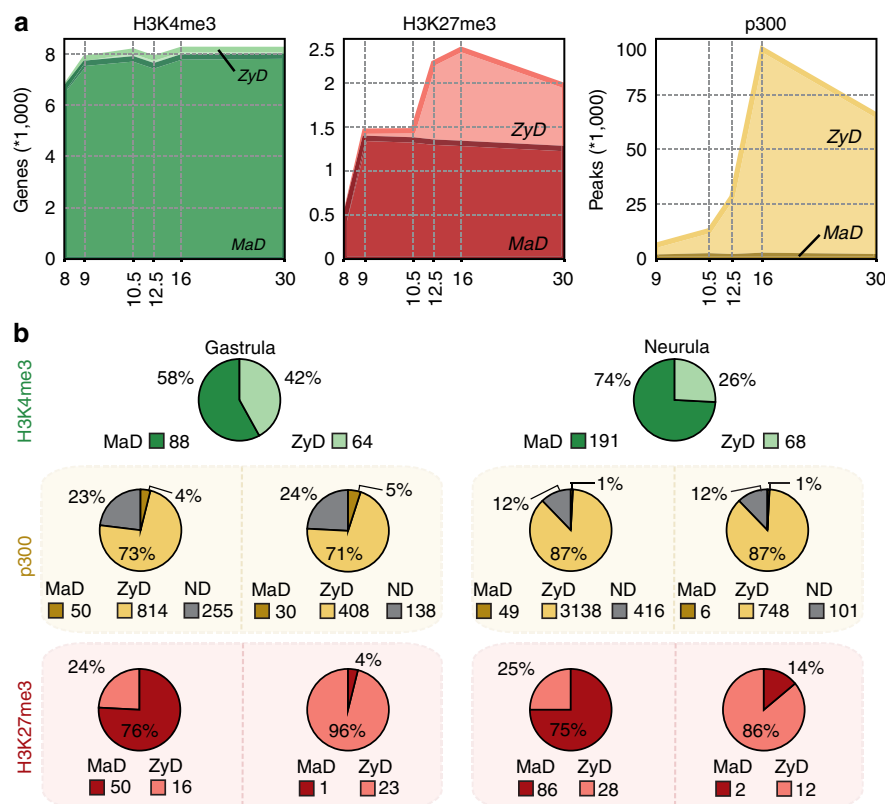 a
H3K4me3
H3K27me3
p300
Genes (*1,000)
8
6
4
2
0
ZyD
MaD
8 9 10.5 12.5 16 30
2.5
2
1.5
1
0.5
0
ZyD
MaD
8 9 10.5 12.5 16 30
Peaks (*1,000)
100
75
50
25
0
ZyD
MaD
9 10.5 12.5 16 30
b
H3K4me3
Gastrula
58% 42%
MaD 88 ZyD 64
Neurula
74% 26%
MaD 191 ZyD 68
p300
23% 4%
73%
MaD ZyD ND
50 814 255
24% 5%
71%
MaD ZyD ND
30 408 138
12% 1%
87%
MaD ZyD ND
49 3138 416
12% 1%
87%
MaD ZyD ND
6 748 101
H3K27me3
24%
76%
MaD ZyD
50 16
4%
96%
MaD ZyD
1 23
25%
75%
MaD ZyD
86 28
14%
86%
MaD ZyD
2 12